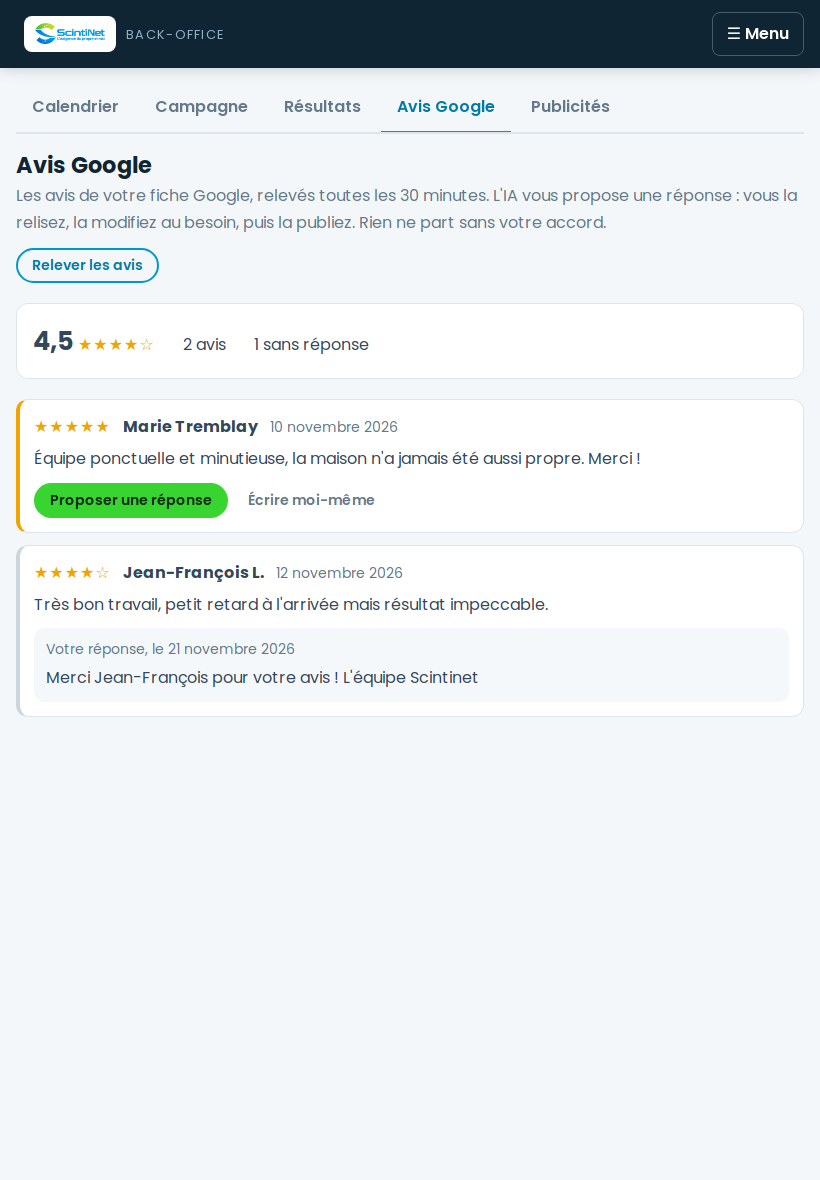 ScintiNet
BACK-OFFICE
☰ Menu
Calendrier
Campagne
Résultats
Avis Google
Publicités
Avis Google
Les avis de votre fiche Google, relevés toutes les 30 minutes. L'IA vous propose une réponse : vous la
relisez, la modifiez au besoin, puis la publiez. Rien ne part sans votre accord.
Relever les avis
4,5 ★★★★☆ 2 avis 1 sans réponse
★★★★★ Marie Tremblay 10 novembre 2026
Équipe ponctuelle et minutieuse, la maison n'a jamais été aussi propre. Merci !
Proposer une réponse
Écrire moi-même
★★★★☆ Jean-François L. 12 novembre 2026
Très bon travail, petit retard à l'arrivée mais résultat impeccable.
Votre réponse, le 21 novembre 2026
Merci Jean-François pour votre avis ! L'équipe Scintinet